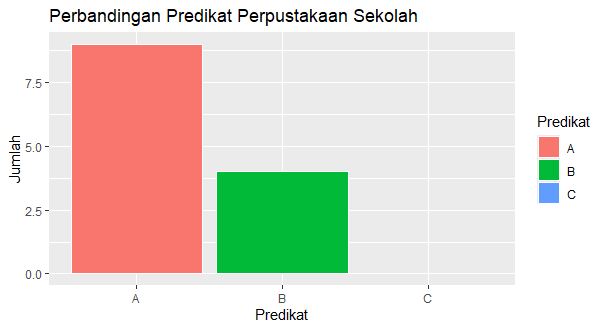 Perbandingan Predikat Perpustakaan Sekolah
Jumlah
7.5
5.0
2.5
0.0
A
B
C
Predikat
Predikat
A
B
C